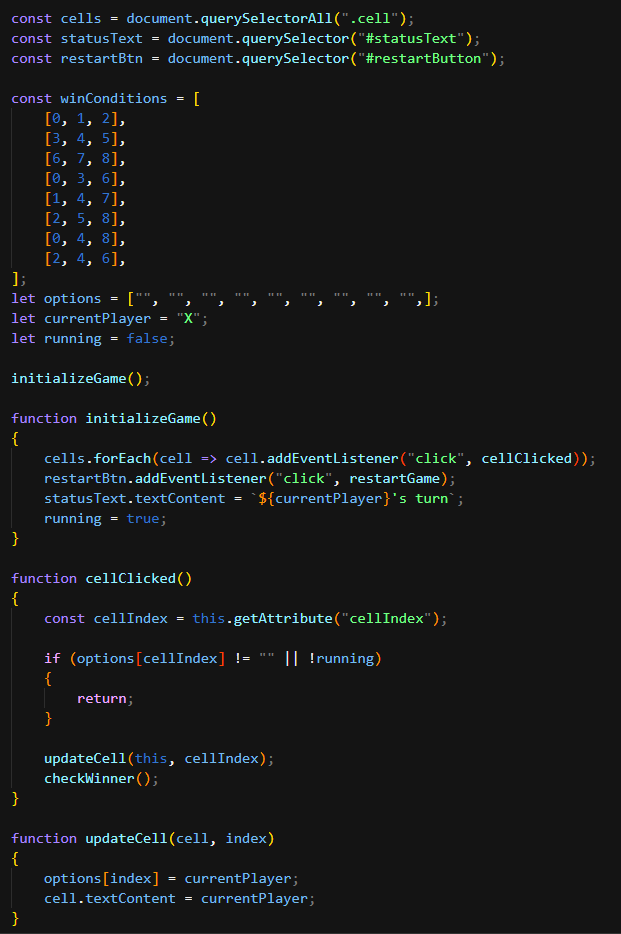 const cells = document.querySelectorAll(".cell");
const statusText = document.querySelector("#statusText");
const restartBtn = document.querySelector("#restartButton");

const winConditions = [
    [0, 1, 2],
    [3, 4, 5],
    [6, 7, 8],
    [0, 3, 6],
    [1, 4, 7],
    [2, 5, 8],
    [0, 4, 8],
    [2, 4, 6],
];
let options = ["", "", "", "", "", "", "", "", "",];
let currentPlayer = "X";
let running = false;

initializeGame();

function initializeGame()
{
    cells.forEach(cell => cell.addEventListener("click", cellClicked));
    restartBtn.addEventListener("click", restartGame);
    statusText.textContent = `${currentPlayer}'s turn`;
    running = true;
}

function cellClicked()
{
    const cellIndex = this.getAttribute("cellIndex");

    if (options[cellIndex] != "" || !running)
    {
        return;
    }

    updateCell(this, cellIndex);
    checkWinner();
}

function updateCell(cell, index)
{
    options[index] = currentPlayer;
    cell.textContent = currentPlayer;
}